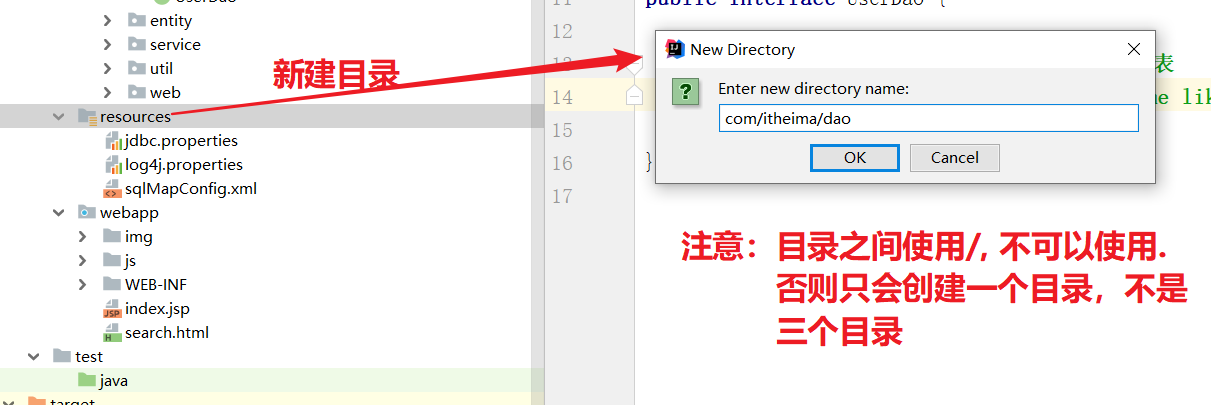 UserDao
entity
service
util
web
resources
jdbc.properties
log4j.properties
sqlMapConfig.xml
webapp
img
js
WEB-INF
index.jsp
search.html
test
java
target
新建目录
11
12
13
14
15
16
17
public interface UserDao {
表
me lik
}
New Directory
Enter new directory name:
com/itheima/dao
OK
Cancel
注意：目录之间使用/, 不可以使用.
否则只会创建一个目录，不是
三个目录